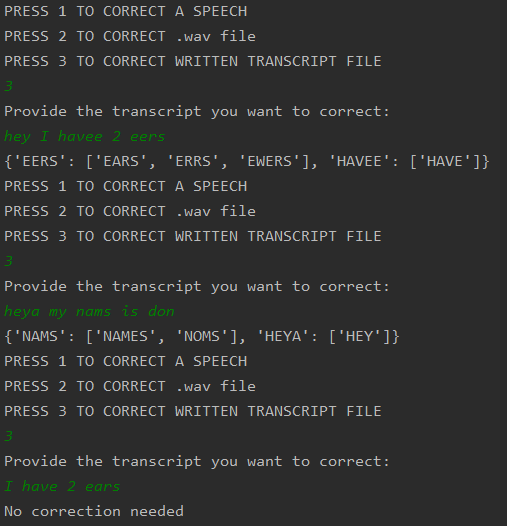 PRESS 1 TO CORRECT A SPEECH
PRESS 2 TO CORRECT .wav file
PRESS 3 TO CORRECT WRITTEN TRANSCRIPT FILE
3
Provide the transcript you want to correct:
hey I havee 2 eers
{'EERS': ['EARS', 'ERRS', 'EWERS'], 'HAVEE': ['HAVE']}
PRESS 1 TO CORRECT A SPEECH
PRESS 2 TO CORRECT .wav file
PRESS 3 TO CORRECT WRITTEN TRANSCRIPT FILE
3
Provide the transcript you want to correct:
heya my nams is don
{'NAMS': ['NAMES', 'NOMS'], 'HEYA': ['HEY']}
PRESS 1 TO CORRECT A SPEECH
PRESS 2 TO CORRECT .wav file
PRESS 3 TO CORRECT WRITTEN TRANSCRIPT FILE
3
Provide the transcript you want to correct:
I have 2 ears
No correction needed